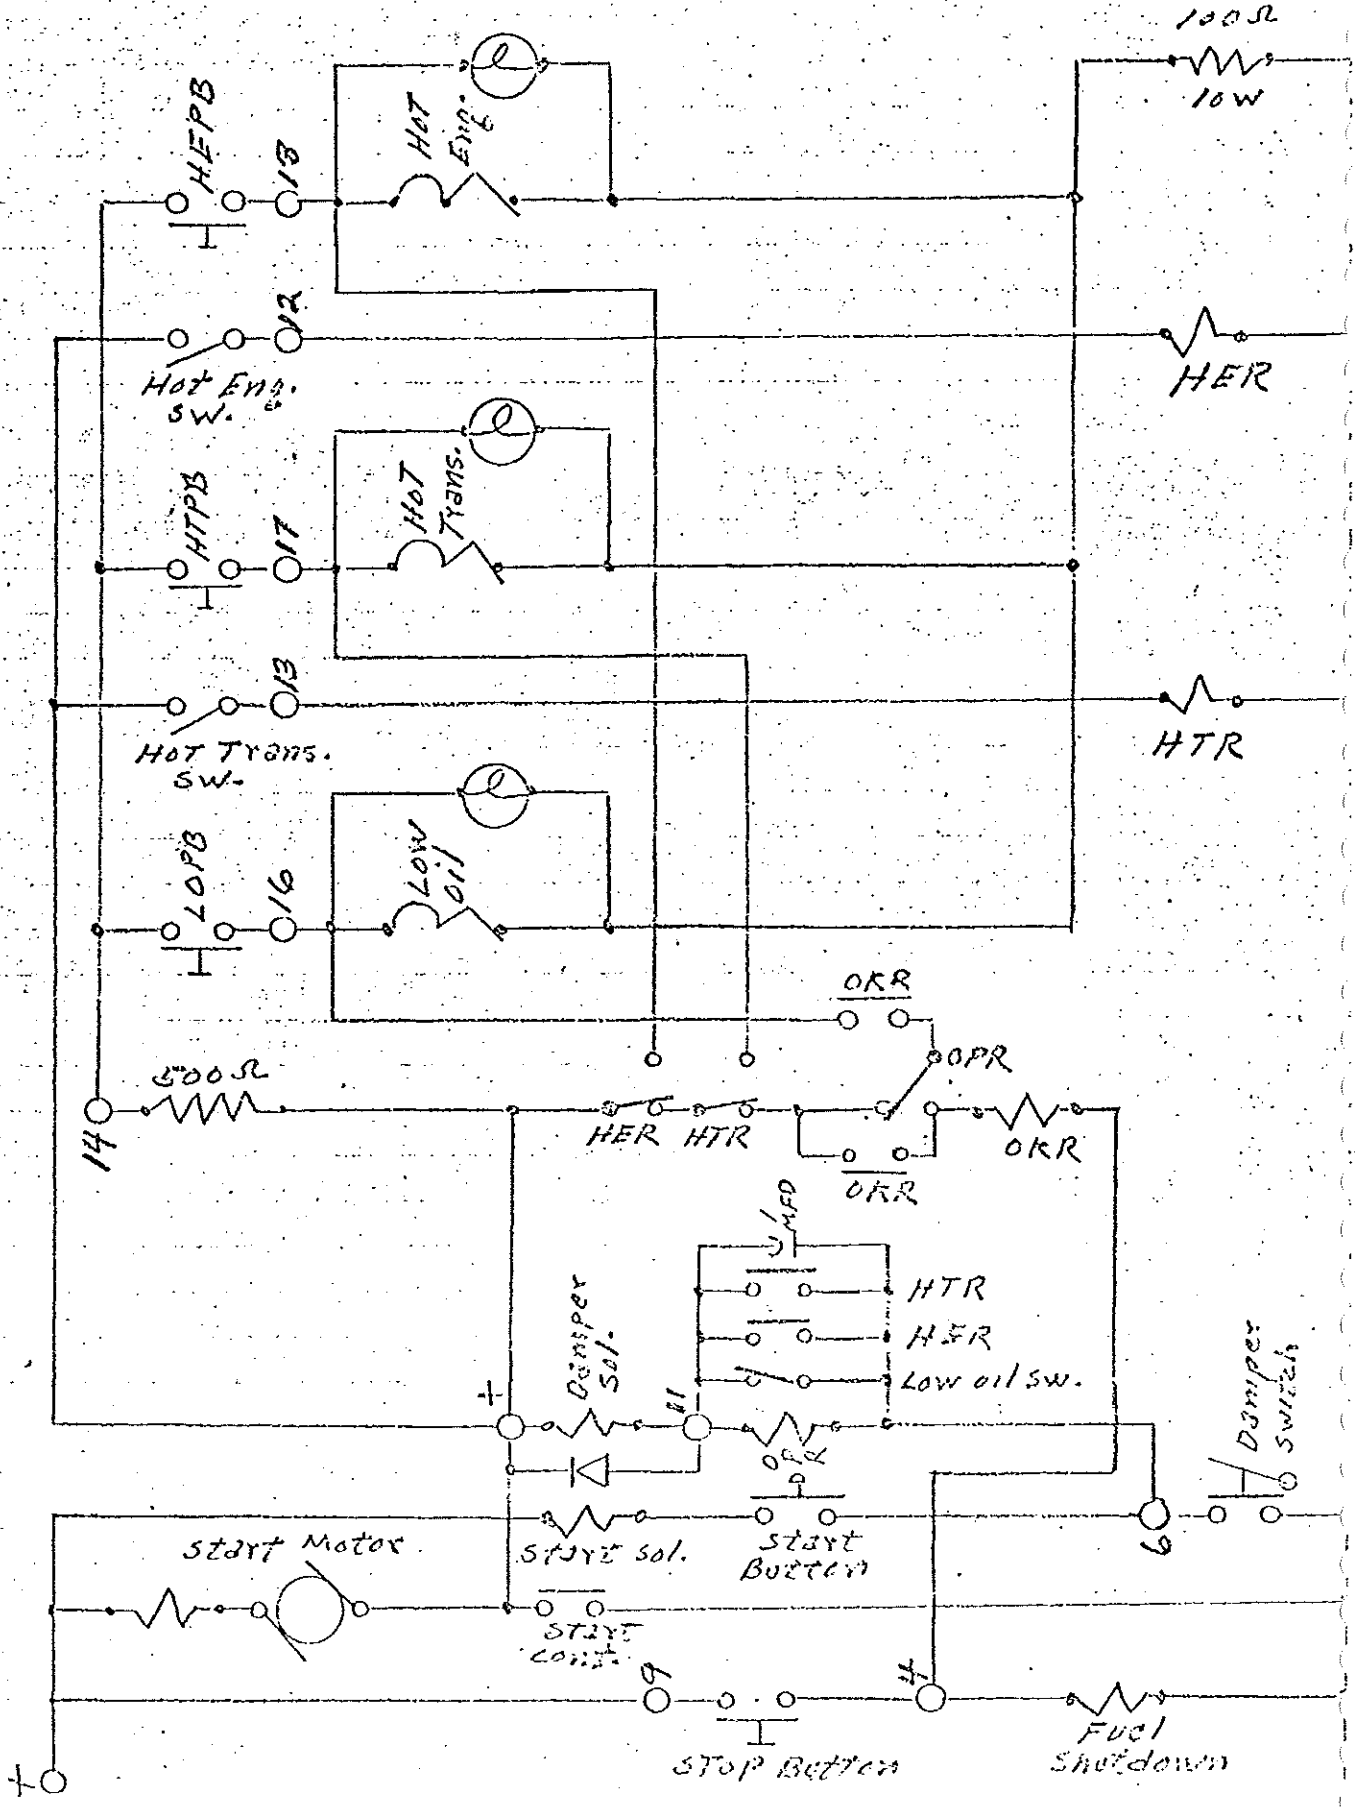 100Ω
10W
HEPB
13
HOT
Eng.
12
Hot Eng.
SW.
HER
HTPB
17
HOT
Trans.
13
HOT Trans.
SW.
HTR
LOPB
16
LOW
Oil
OKR
OPR
500Ω
14
HER
HTR
OKR
OKR
1
MFD
HTR
HER
Low oil SW.
Damper
Sol.
+
11
OPR
Damper
Switch
Start Sol.
Start
Button
6
Start Motor
Start
Cont.
9
4
STOP Button
Fuel
Shutdown
+